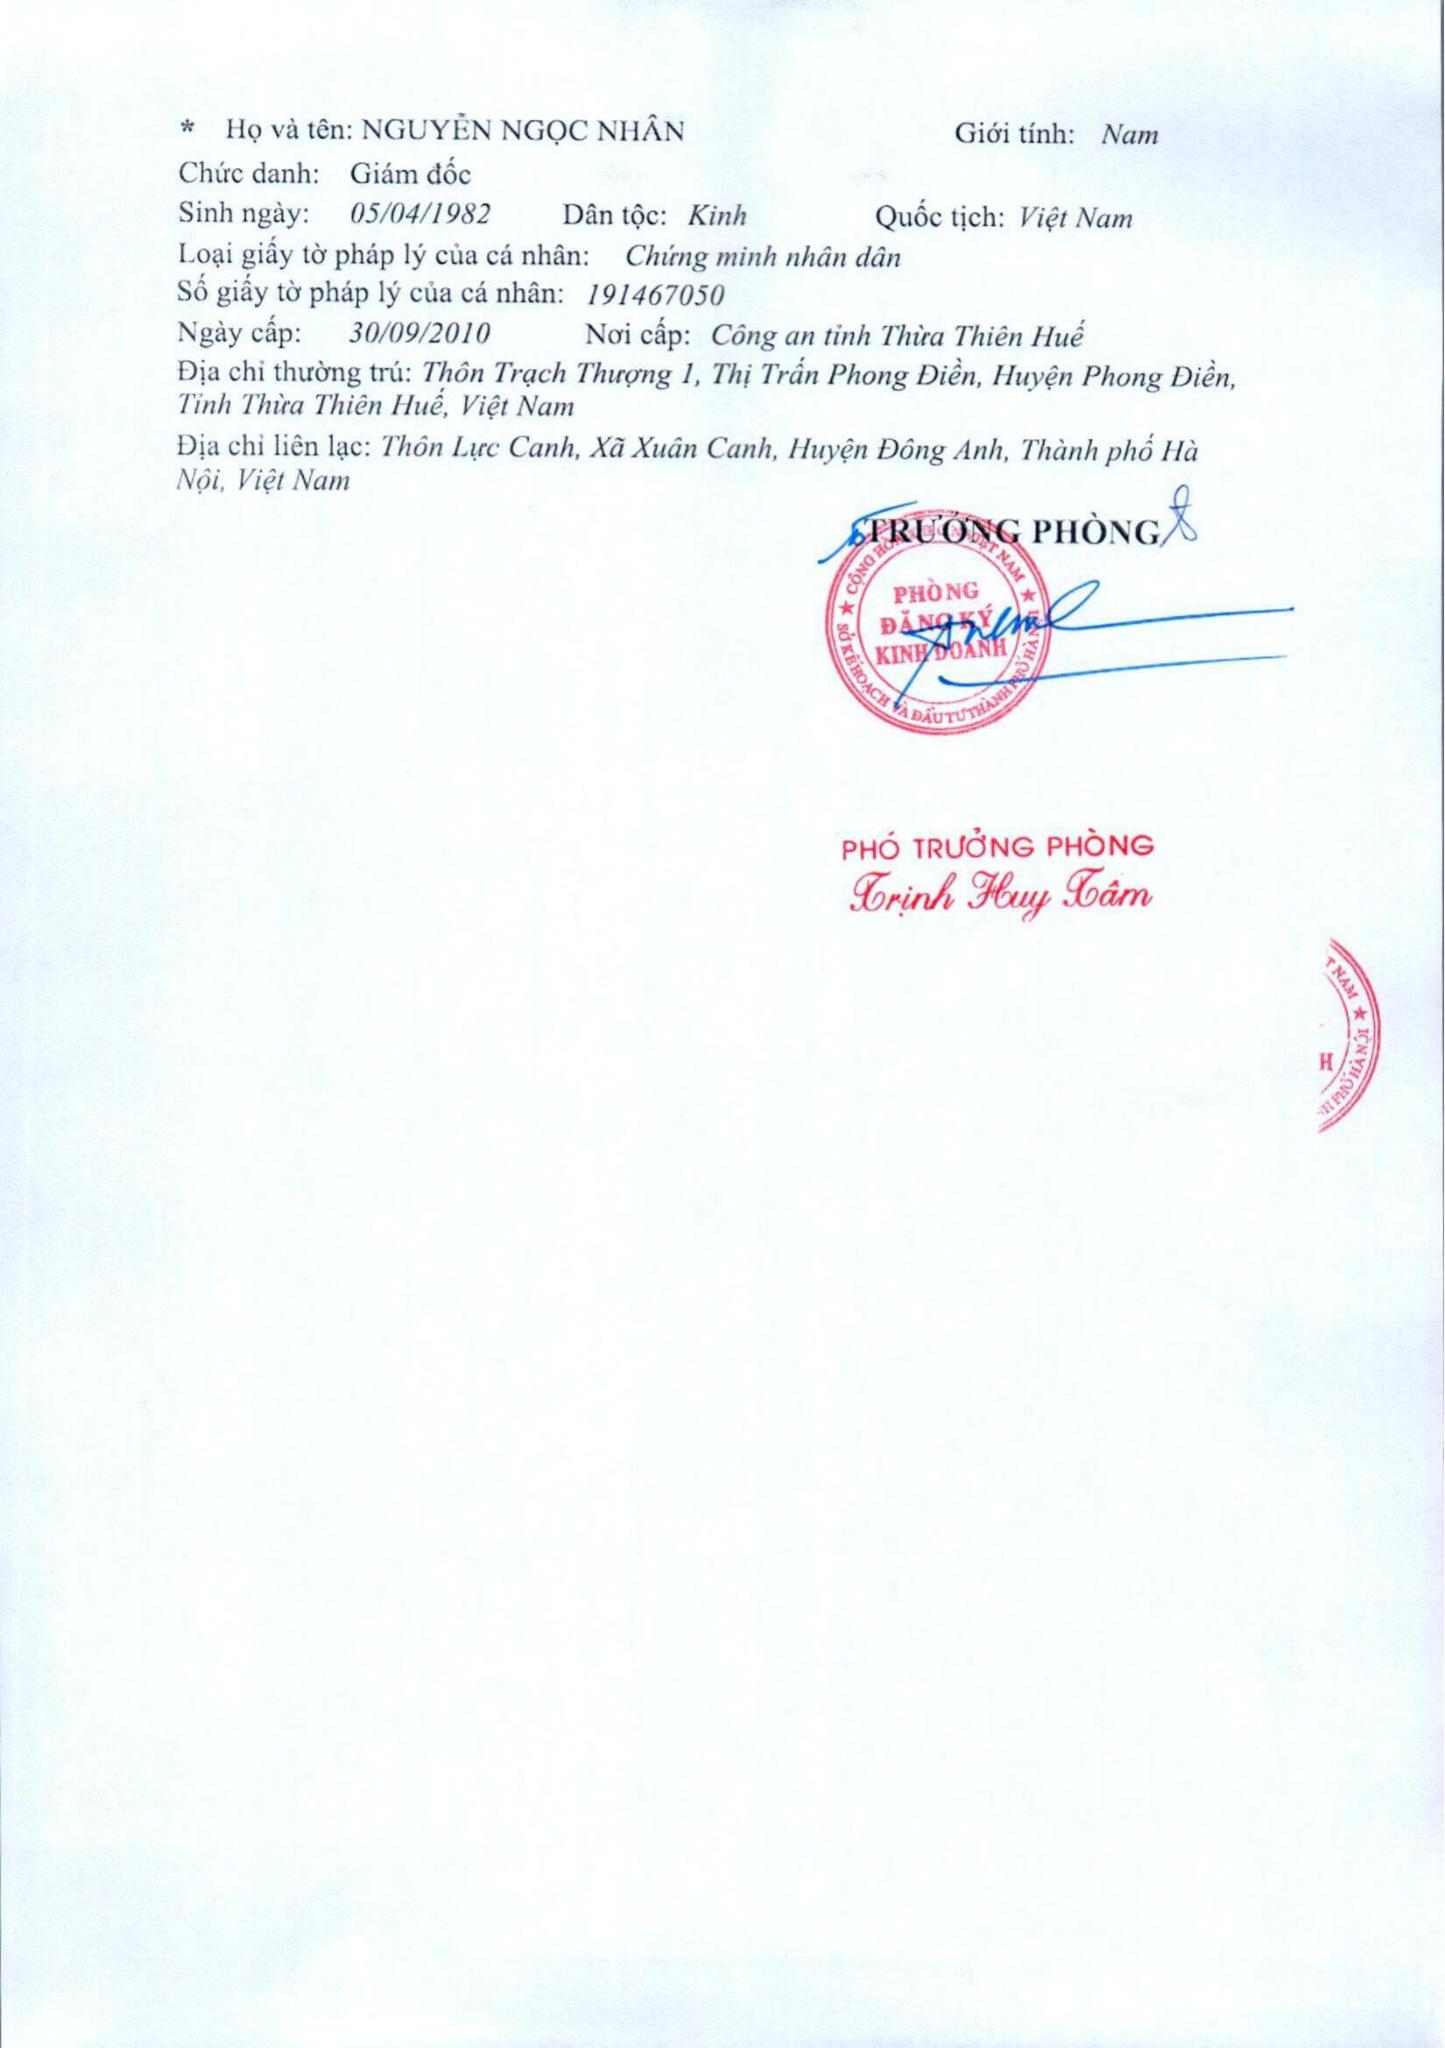 * Họ và tên: NGUYỄN NGỌC NHÂN Giới tính: Nam
Chức danh: Giám đốc
Sinh ngày: 05/04/1982 Dân tộc: Kinh Quốc tịch: Việt Nam
Loại giấy tờ pháp lý của cá nhân: Chứng minh nhân dân
Số giấy tờ pháp lý của cá nhân: 191467050
Ngày cấp: 30/09/2010 Nơi cấp: Công an tỉnh Thừa Thiên Huế
Địa chỉ thường trú: Thôn Trạch Thượng 1, Thị Trấn Phong Điền, Huyện Phong Điền,
Tỉnh Thừa Thiên Huế, Việt Nam
Địa chỉ liên lạc: Thôn Lực Canh, Xã Xuân Canh, Huyện Đông Anh, Thành phố Hà
Nội, Việt Nam
TRƯỞNG PHÒNG
CỘNG HÒA VIỆT NAM
PHÒNG
ĐĂNG KÝ
KINH DOANH
SỞ KẾ HOẠCH VÀ ĐẦU TƯ THÀNH PHỐ HÀ NỘI
PHÓ TRƯỞNG PHÒNG
Trịnh Huy Tâm
T NAM
H
NH PHỐ HÀ NỘI